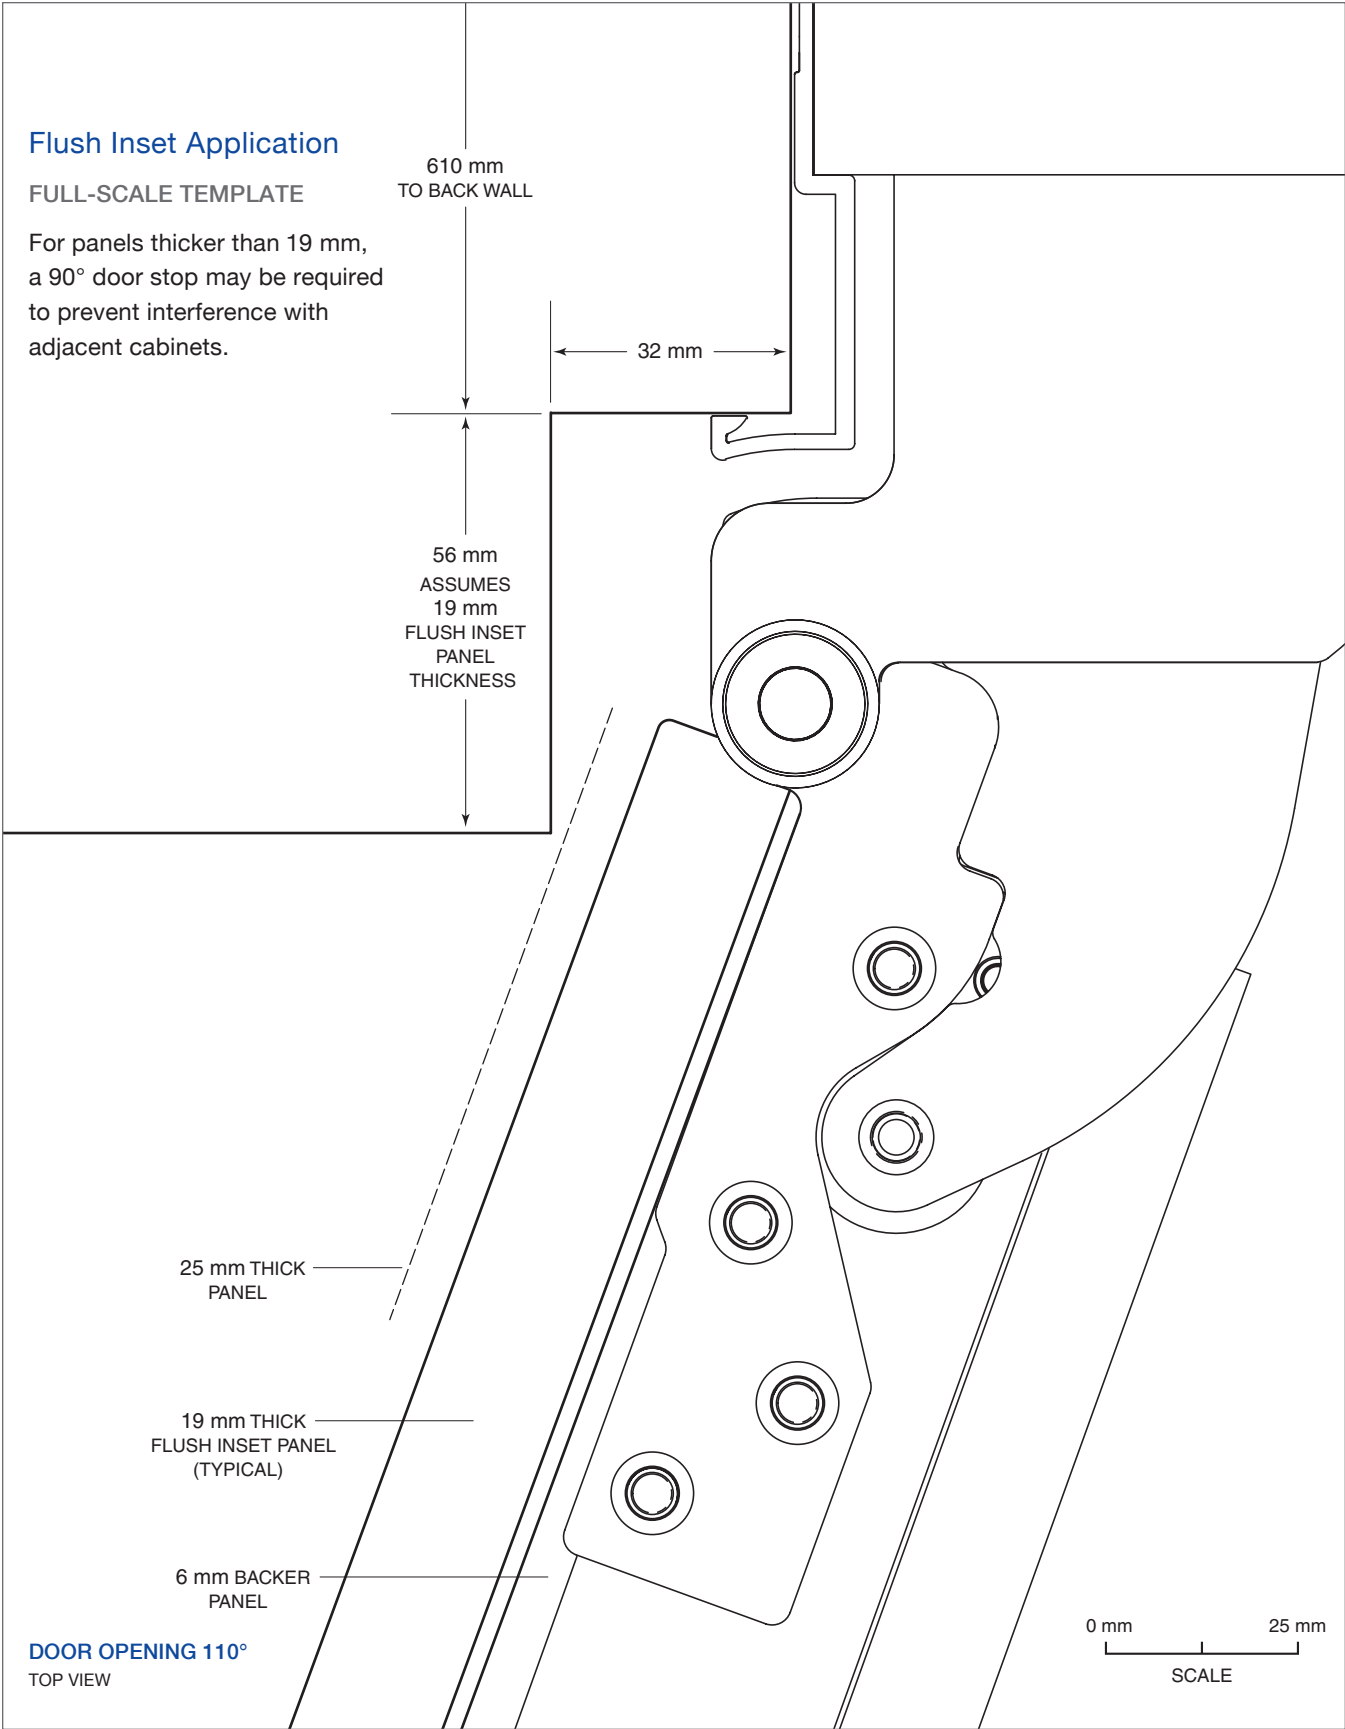 Flush Inset Application
FULL-SCALE TEMPLATE
For panels thicker than 19 mm,
a 90° door stop may be required
to prevent interference with
adjacent cabinets.
610 mm
TO BACK WALL
32 mm
56 mm
ASSUMES
19 mm
FLUSH INSET
PANEL
THICKNESS
25 mm THICK
PANEL
19 mm THICK
FLUSH INSET PANEL
(TYPICAL)
6 mm BACKER
PANEL
DOOR OPENING 110°
TOP VIEW
0 mm 25 mm
SCALE